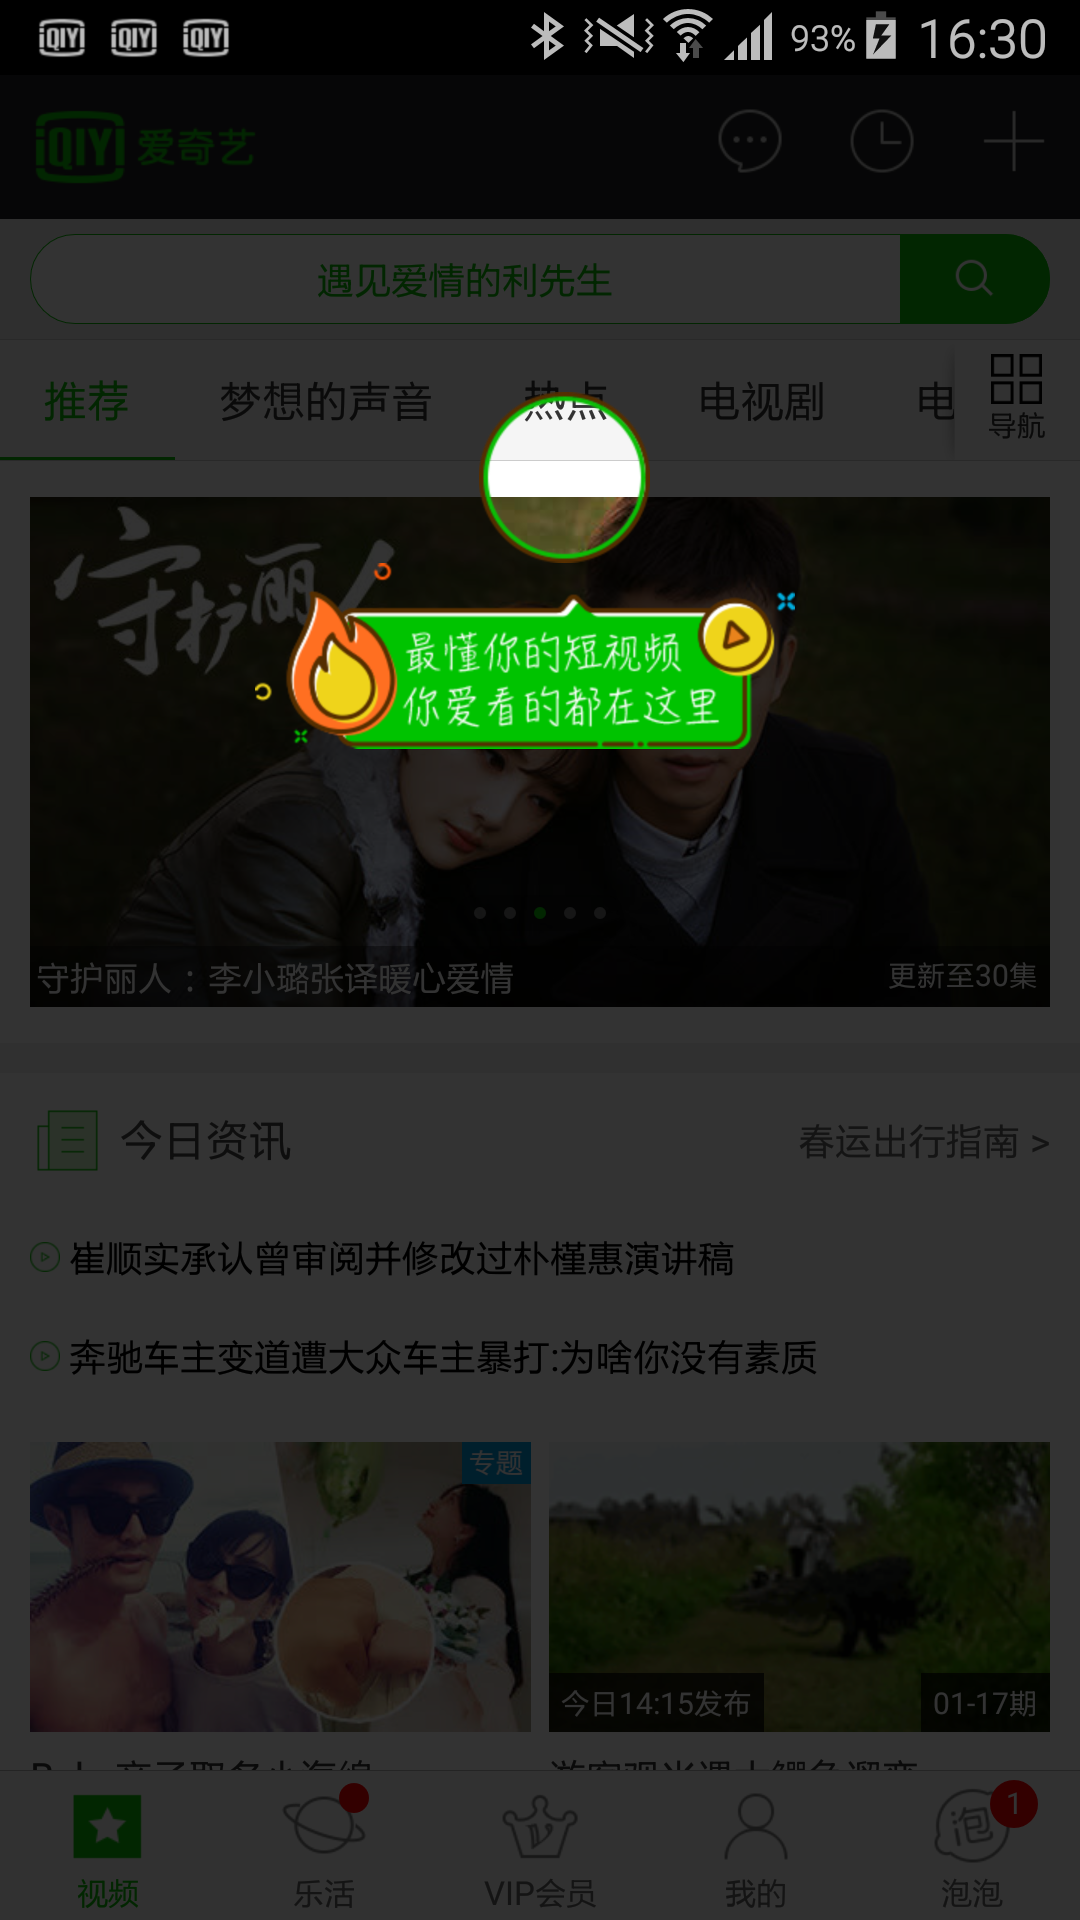 iQIYI iQIYI iQIYI 93% 16:30
iQIYI 爱奇艺
遇见爱情的利先生
推荐 梦想的声音 热点 电视剧 电
导航
守护丽人
最懂你的短视频
你爱看的都在这里
守护丽人：李小璐张译暖心爱情 更新至30集
今日资讯 春运出行指南 >
崔顺实承认曾审阅并修改过朴槿惠演讲稿
奔驰车主变道遭大众车主暴打:为啥你没有素质
专题
今日14:15发布 01-17期
泡 1
视频 乐活 VIP会员 我的 泡泡